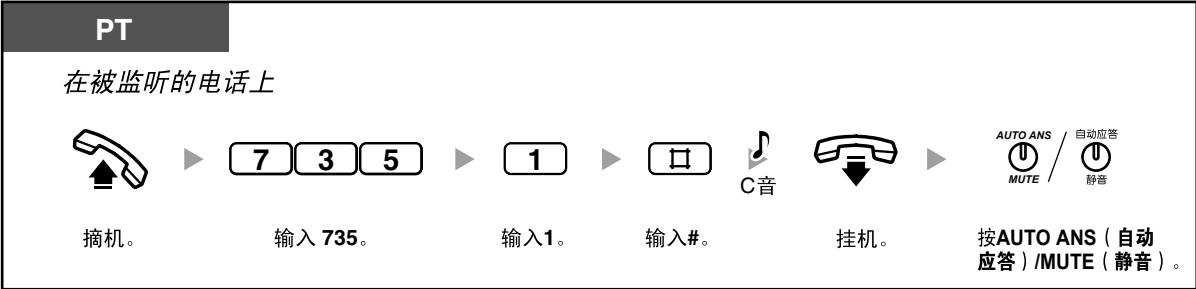 PT
在被监听的电话上
7 3 5
1
#
C音
AUTO ANS
MUTE
/
自动应答
静音
摘机。
输入 735。
输入1。
输入#。
挂机。
按AUTO ANS（自动
应答）/MUTE（静音）。